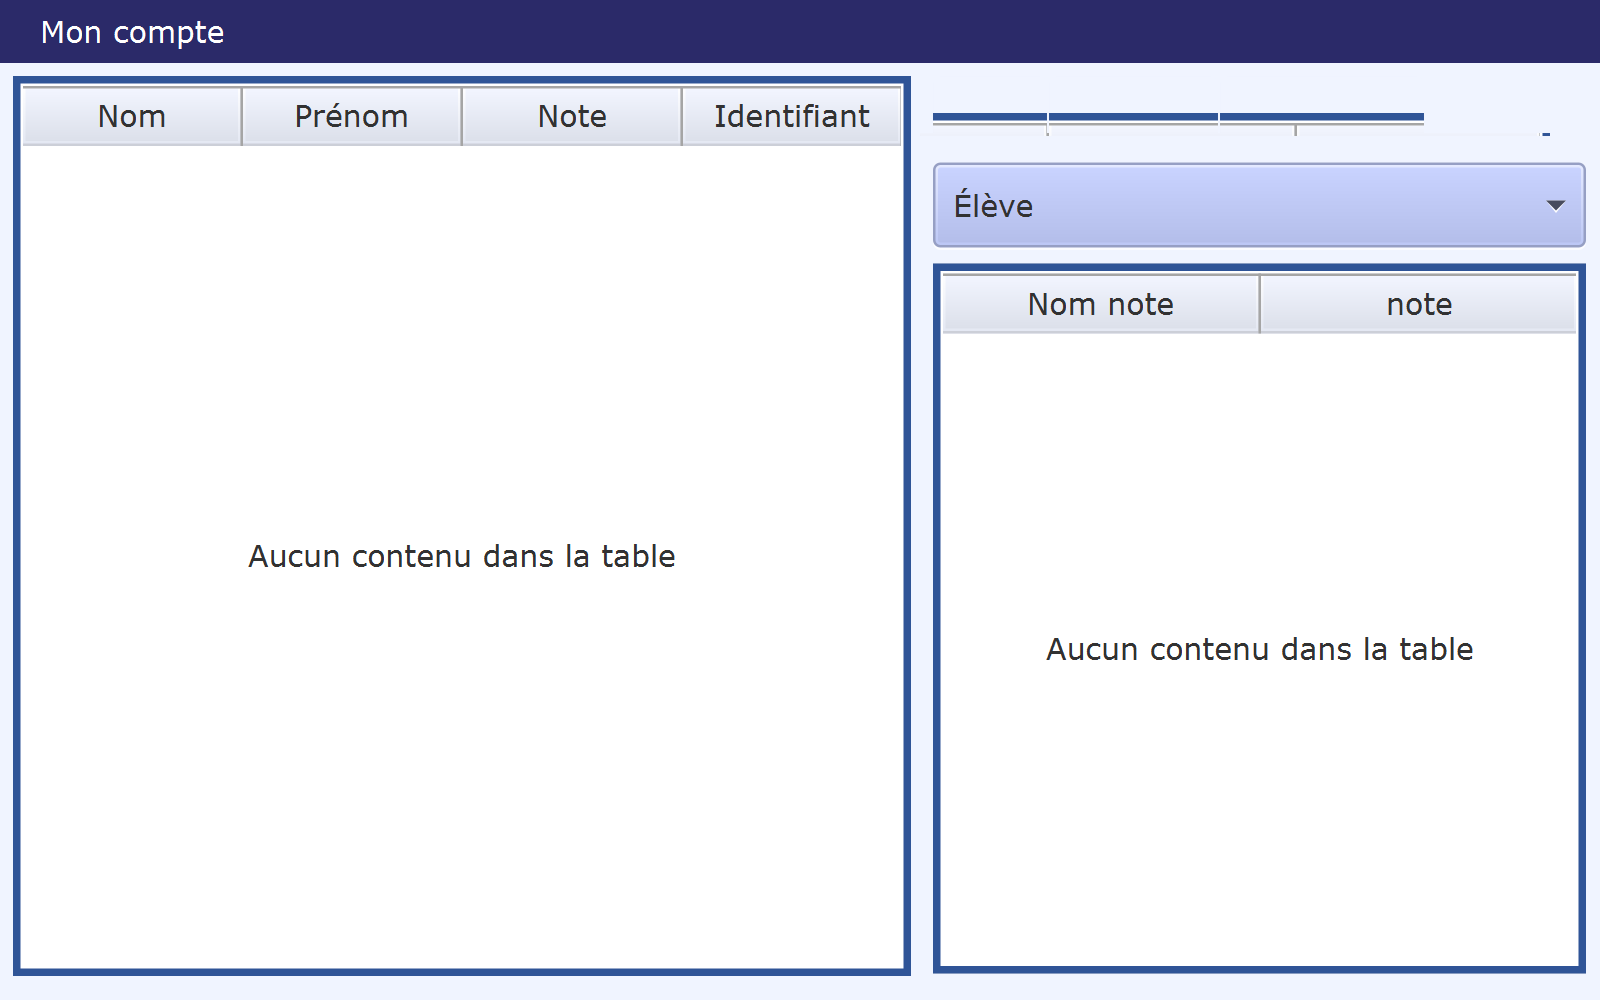 Mon compte
Nom Prénom Note Identifiant
Aucun contenu dans la table
Élève
Nom note note
Aucun contenu dans la table